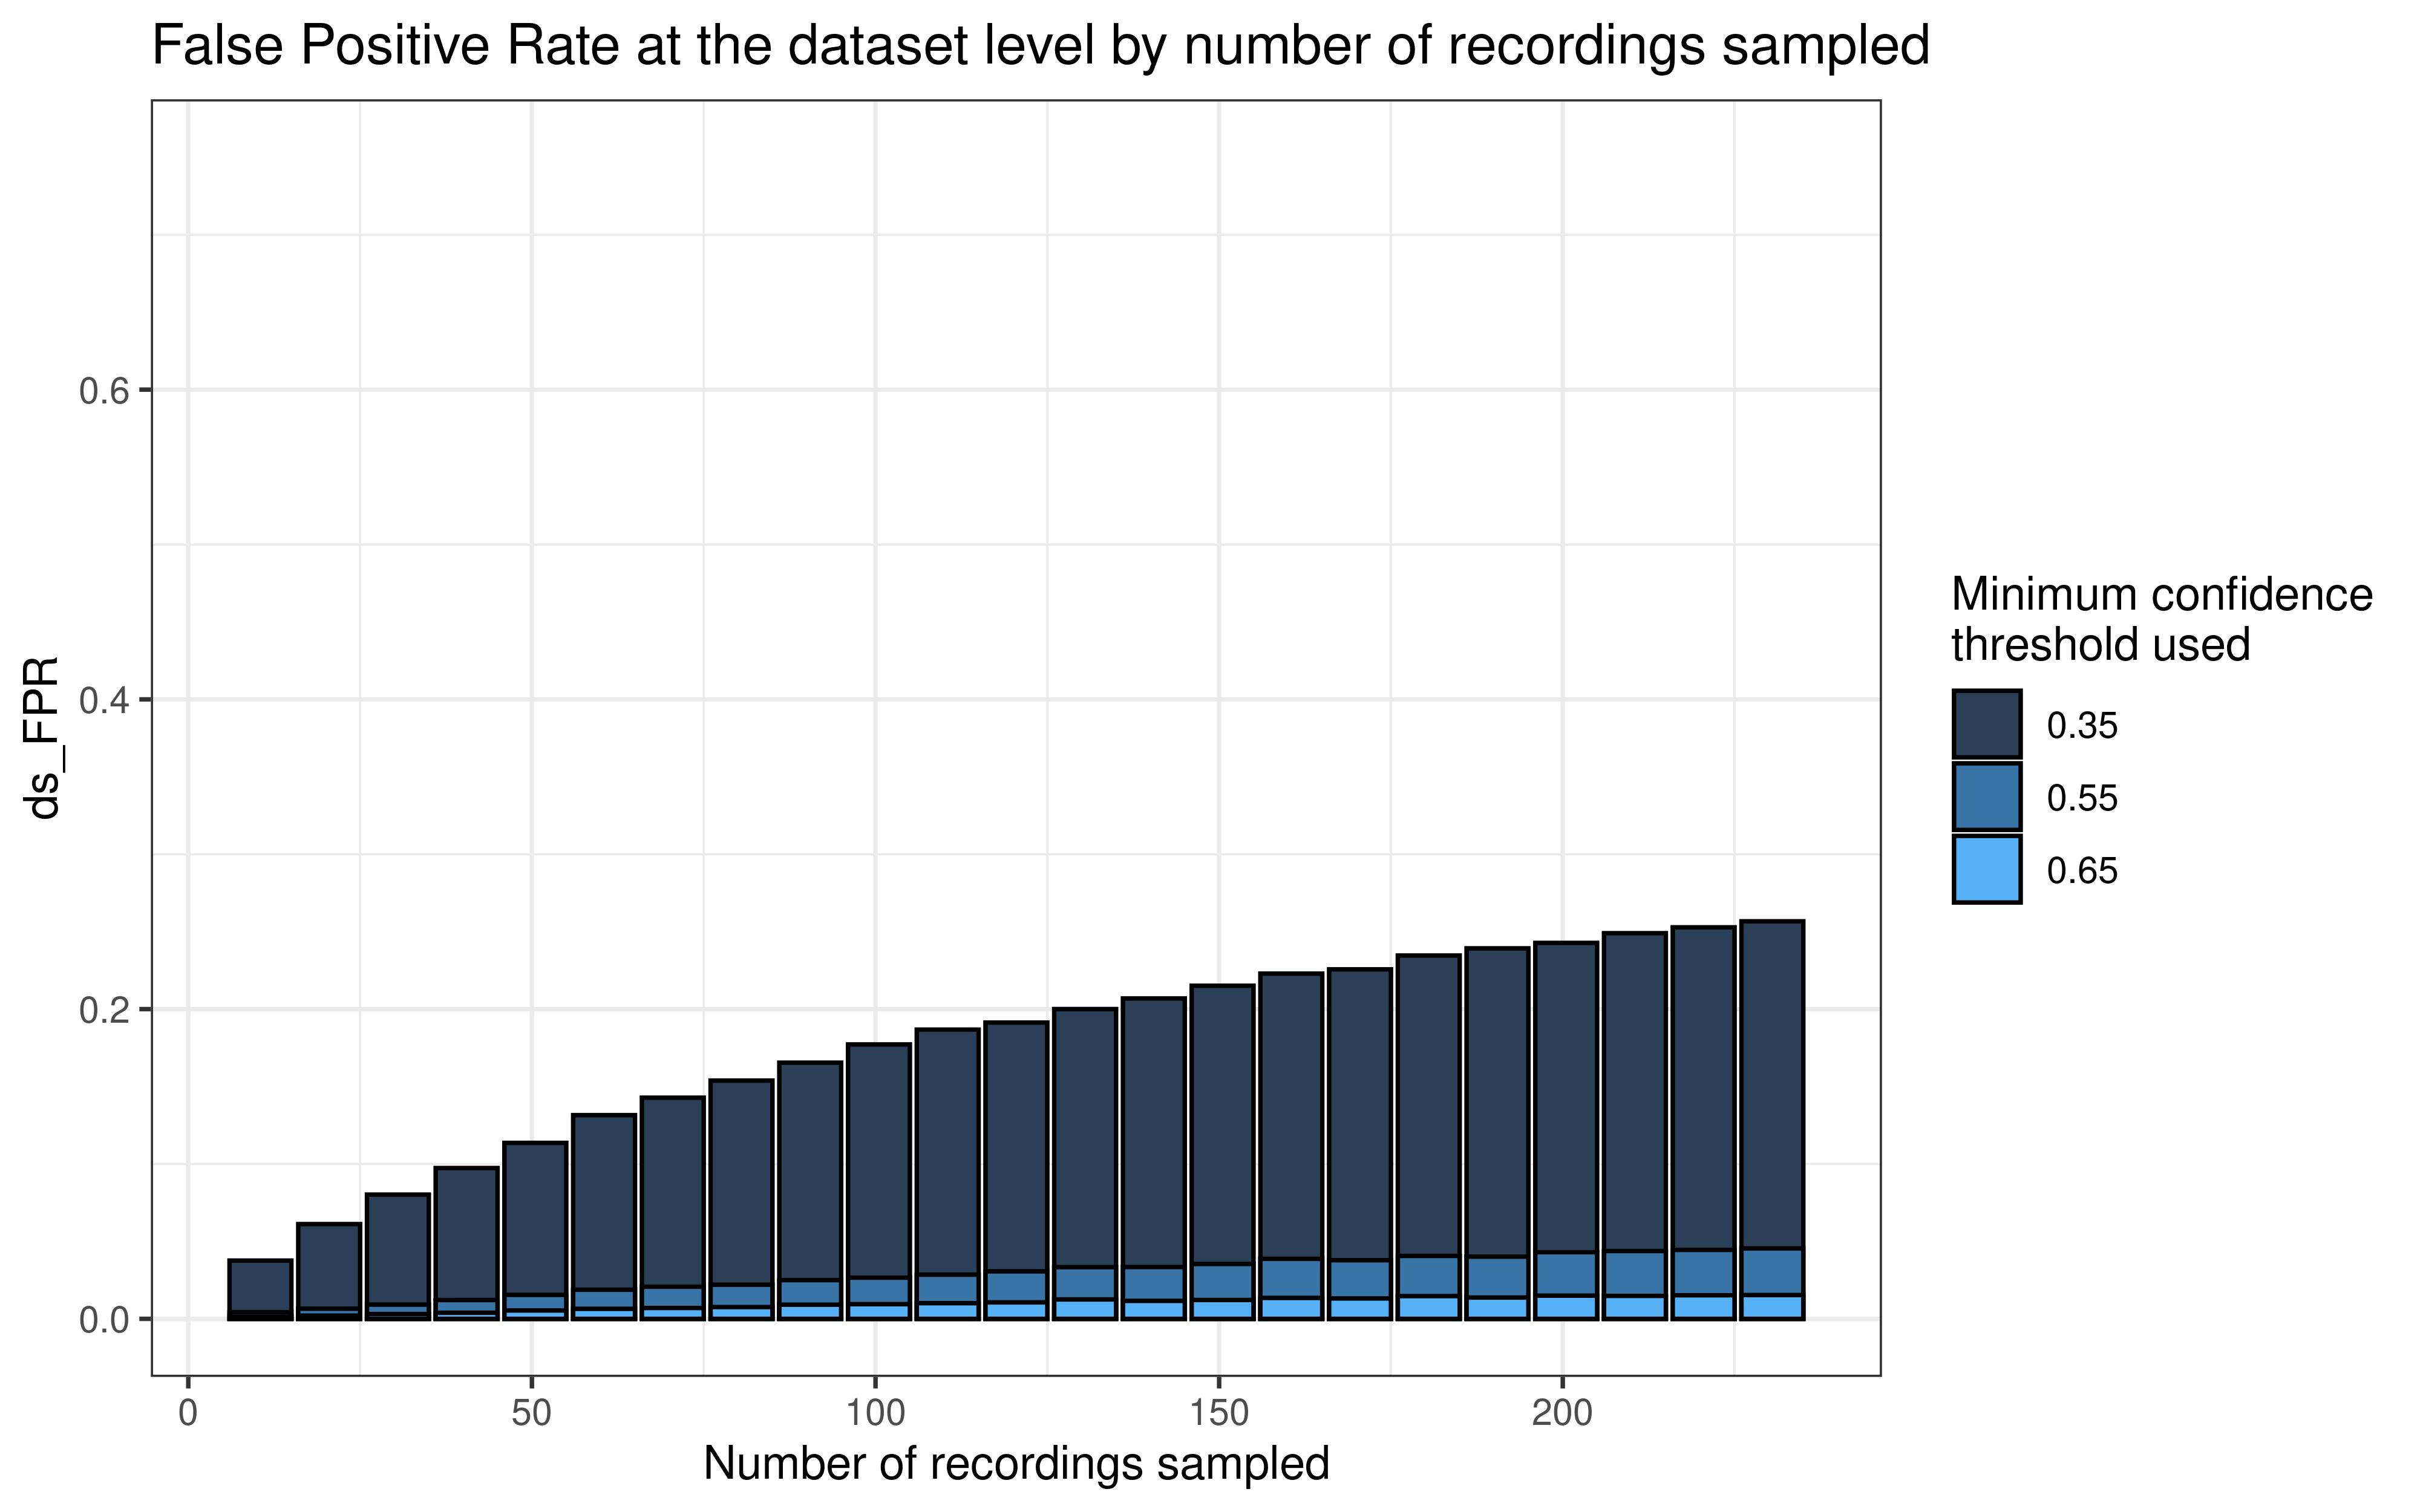 False Positive Rate at the dataset level by number of recordings sampled
0.6
0.4
0.2
0.0
ds_FPR
0 50 100 150 200
Number of recordings sampled
Minimum confidence
threshold used
0.35
0.55
0.65